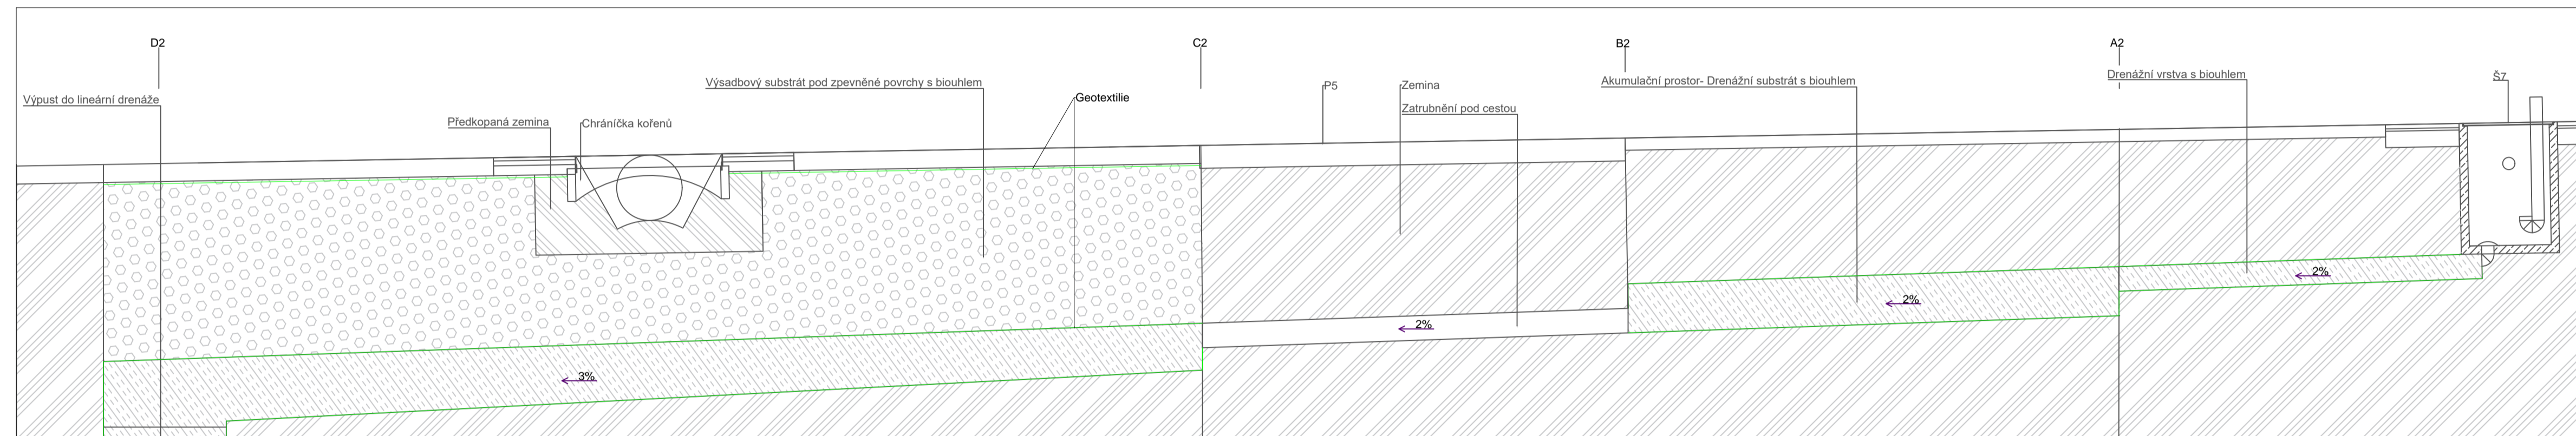 D2
C2
B2
A2
Výpust do lineární drenáže
Předkopaná zemina
Chráníčka kořenů
Výsadbový substrát pod zpevněné povrchy s biouhlem
Geotextilie
P5
Zemina
Zatrubnění pod cestou
Akumulační prostor- Drenážní substrát s biouhlem
Drenážní vrstva s biouhlem
Š7
3%
2%
2%
2%